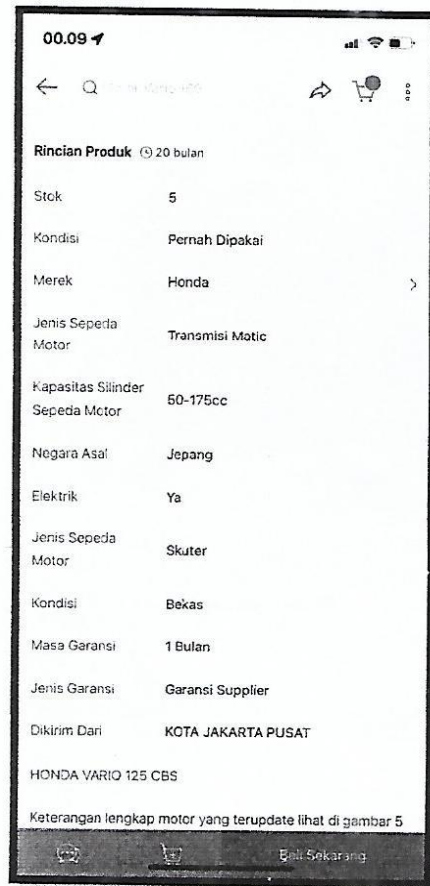 00.09
Rincian Produk 20 bulan
Stok 5
Kondisi Pernah Dipakai
Merek Honda
Jenis Sepeda
Motor Transmisi Matic
Kapasitas Silinder
Sepeda Motor 50-175cc
Negara Asal Jepang
Elektrik Ya
Jenis Sepeda
Motor Skuter
Kondisi Bekas
Masa Garansi 1 Bulan
Jenis Garansi Garansi Supplier
Dikirim Dari KOTA JAKARTA PUSAT
HONDA VARIO 125 CBS
Keterangan lengkap motor yang terupdate lihat di gambar 5
Beli Sekarang